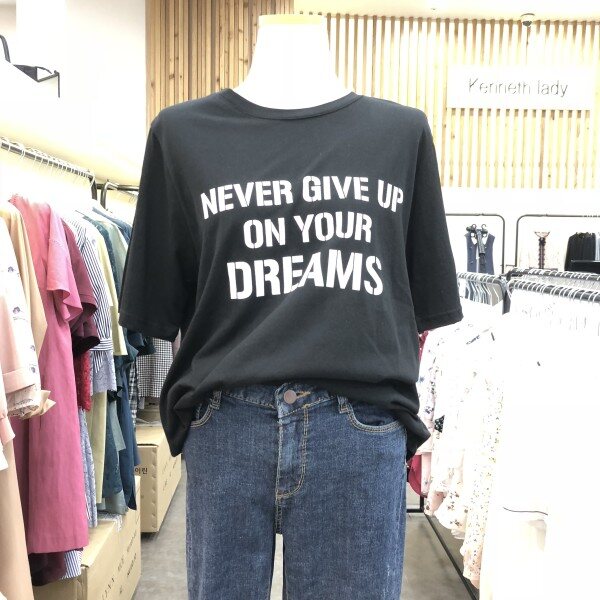 Kenneth lady
NEVER GIVE UP
ON YOUR
DREAMS